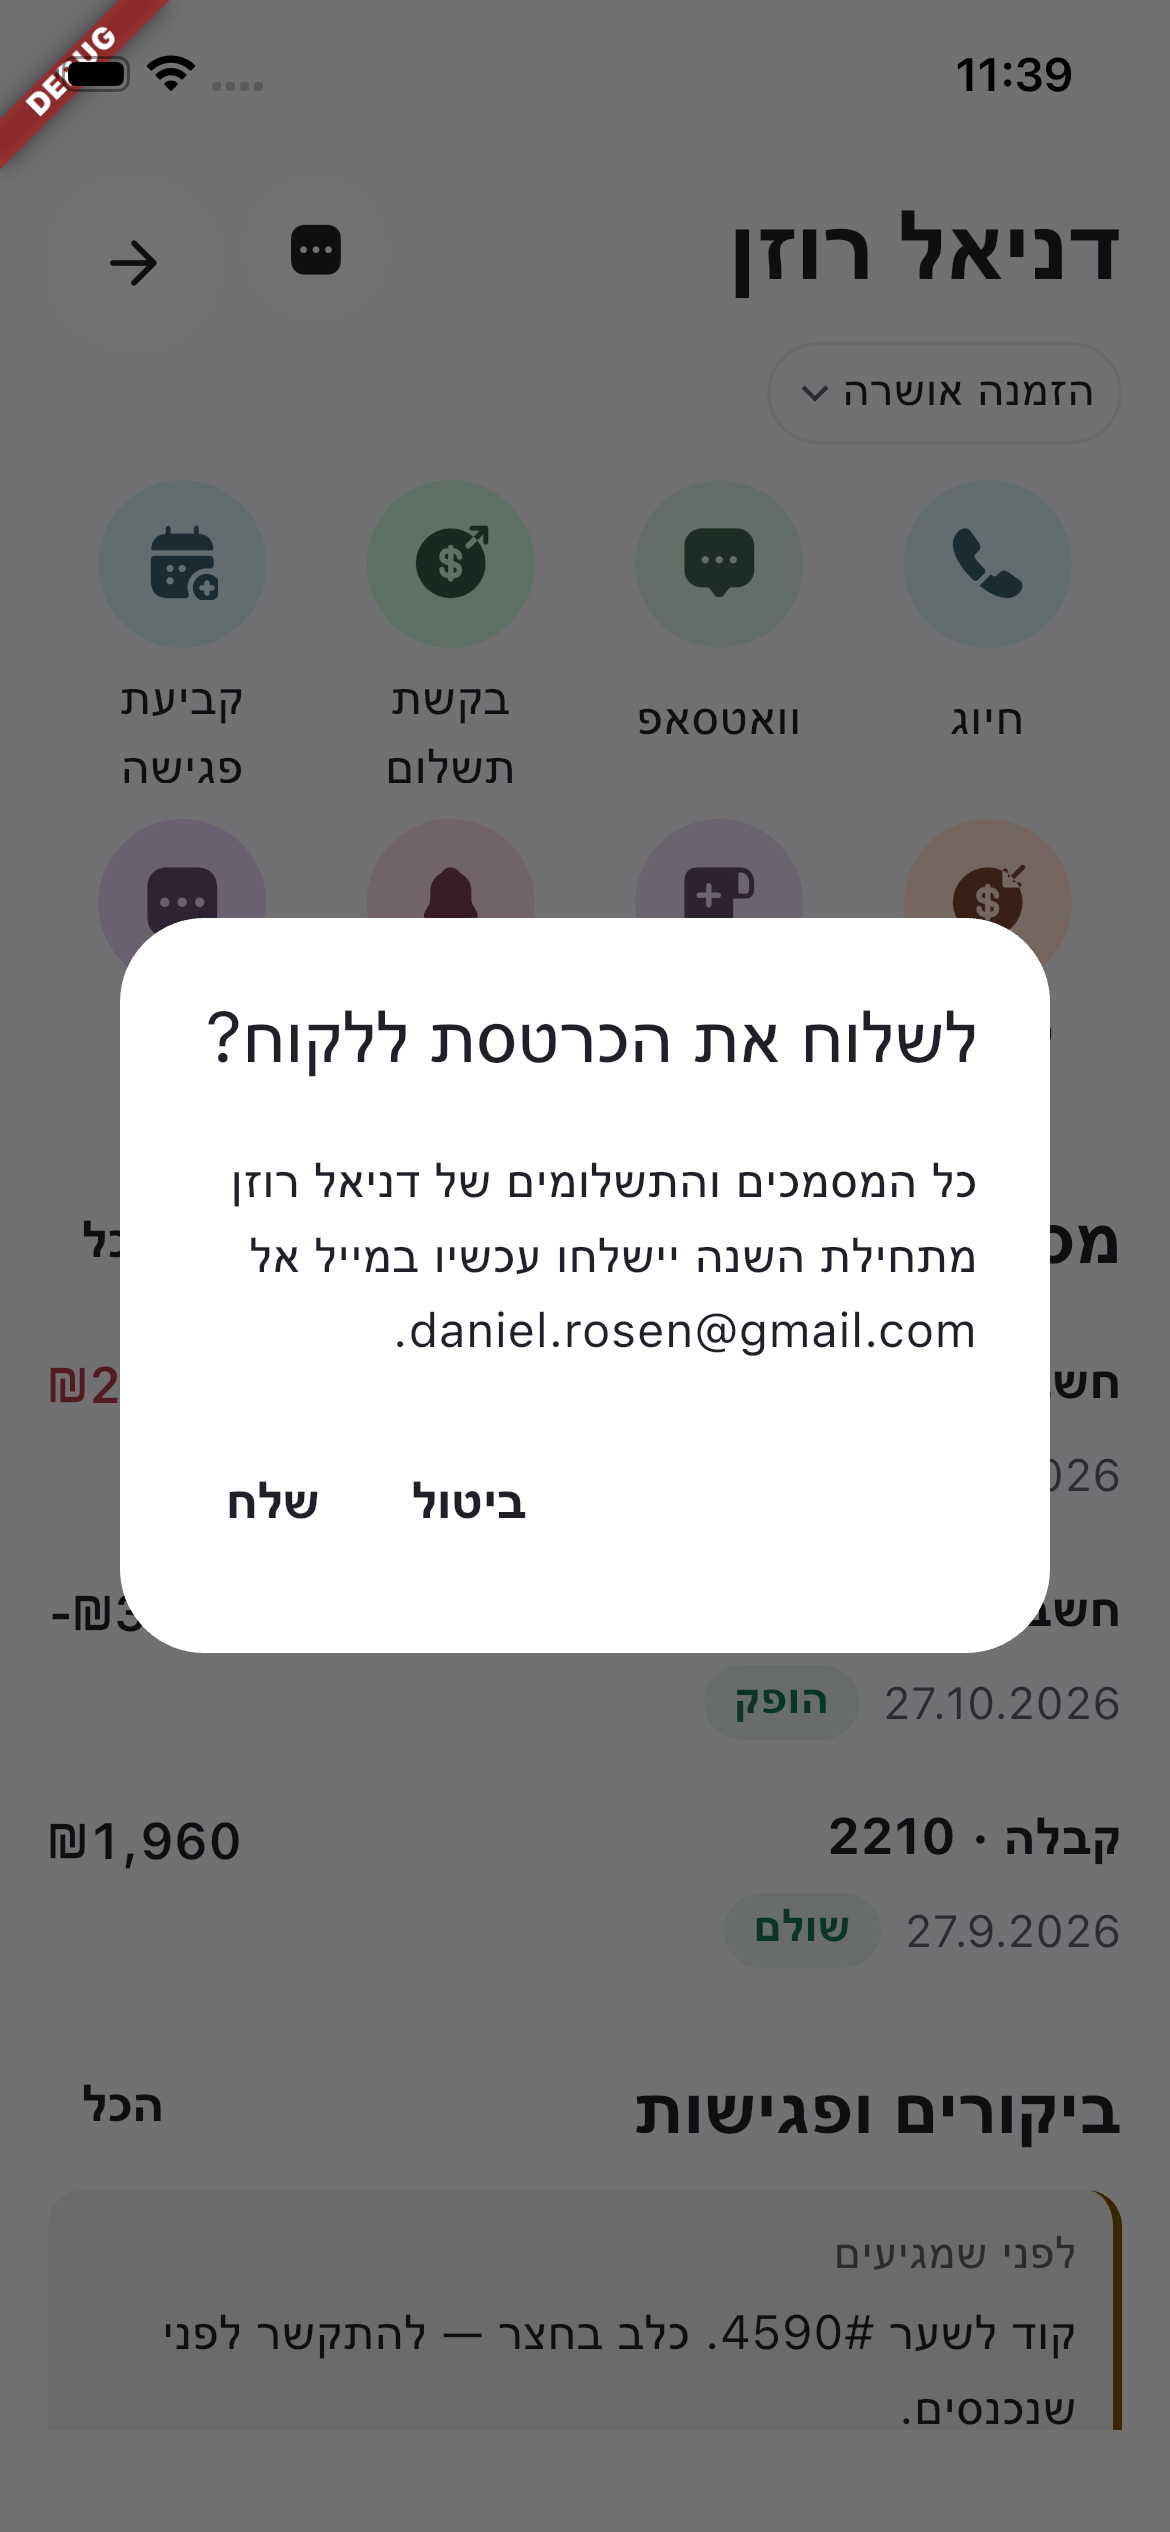 DEBUG
11:39
דניאל רוזן
הזמנה אושרה
חיוג
וואטסאפ
בקשת
תשלום
קביעת
פגישה
לשלוח את הכרטסת ללקוח?
כל המסמכים והתשלומים של דניאל רוזן
מתחילת השנה יישלחו עכשיו במייל אל
daniel.rosen@gmail.com.
ביטול
שלח
27.10.2026
הופק
קבלה · 2210
₪1,960
27.9.2026
שולם
ביקורים ופגישות
הכל
לפני שמגיעים
קוד לשער #4590. כלב בחצר — להתקשר לפני
שנכנסים.